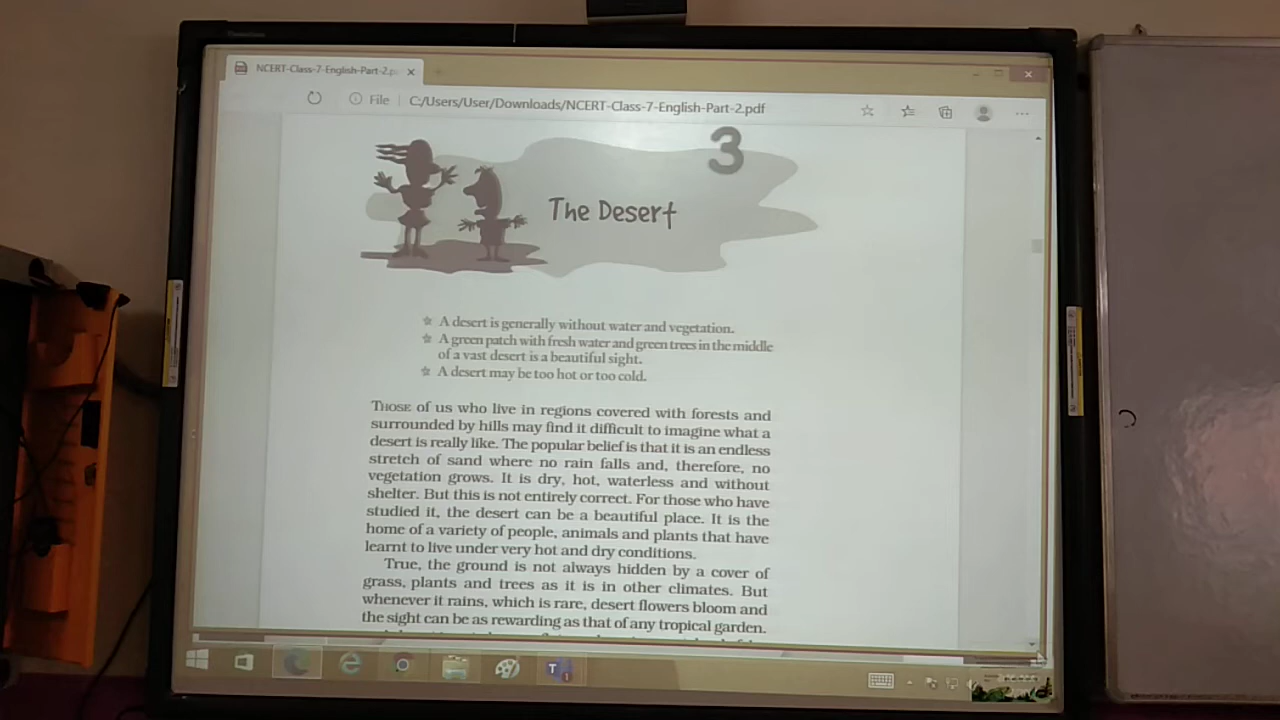 NCERT-Class-7-English-Part-2.p
File
C:/Users/User/Downloads/NCERT-Class-7-English-Part-2.pdf
3
The Desert
☆ A desert is generally without water and vegetation.
☆ A green patch with fresh water and green trees in the middle
of a vast desert is a beautiful sight.
☆ A desert may be too hot or too cold.
THOSE of us who live in regions covered with forests and
surrounded by hills may find it difficult to imagine what a
desert is really like. The popular belief is that it is an endless
stretch of sand where no rain falls and, therefore, no
vegetation grows. It is dry, hot, waterless and without
shelter. But this is not entirely correct. For those who have
studied it, the desert can be a beautiful place. It is the
home of a variety of people, animals and plants that have
learnt to live under very hot and dry conditions.
True, the ground is not always hidden by a cover of
grass, plants and trees as it is in other climates. But
whenever it rains, which is rare, desert flowers bloom and
the sight can be as rewarding as that of any tropical garden.